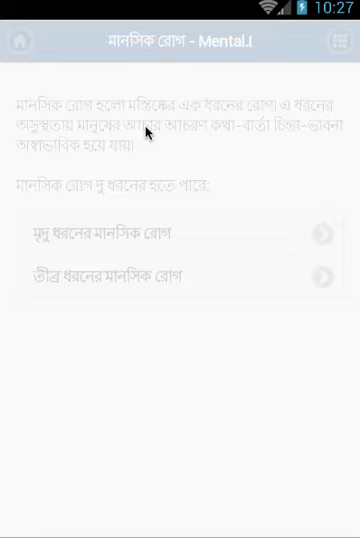 10:27
মানসিক রোগ - Mental.I
মানসিক রোগ হলো মস্তিষ্কের এক ধরনের রোগ। এ ধরনের
অসুস্থতায় মানুষের আচার আচরণ কথা-বার্তা চিন্তা-ভাবনা
অস্বাভাবিক হয়ে যায়।
মানসিক রোগ দু ধরনের হতে পারে:
মৃদু ধরনের মানসিক রোগ
তীব্র ধরনের মানসিক রোগ